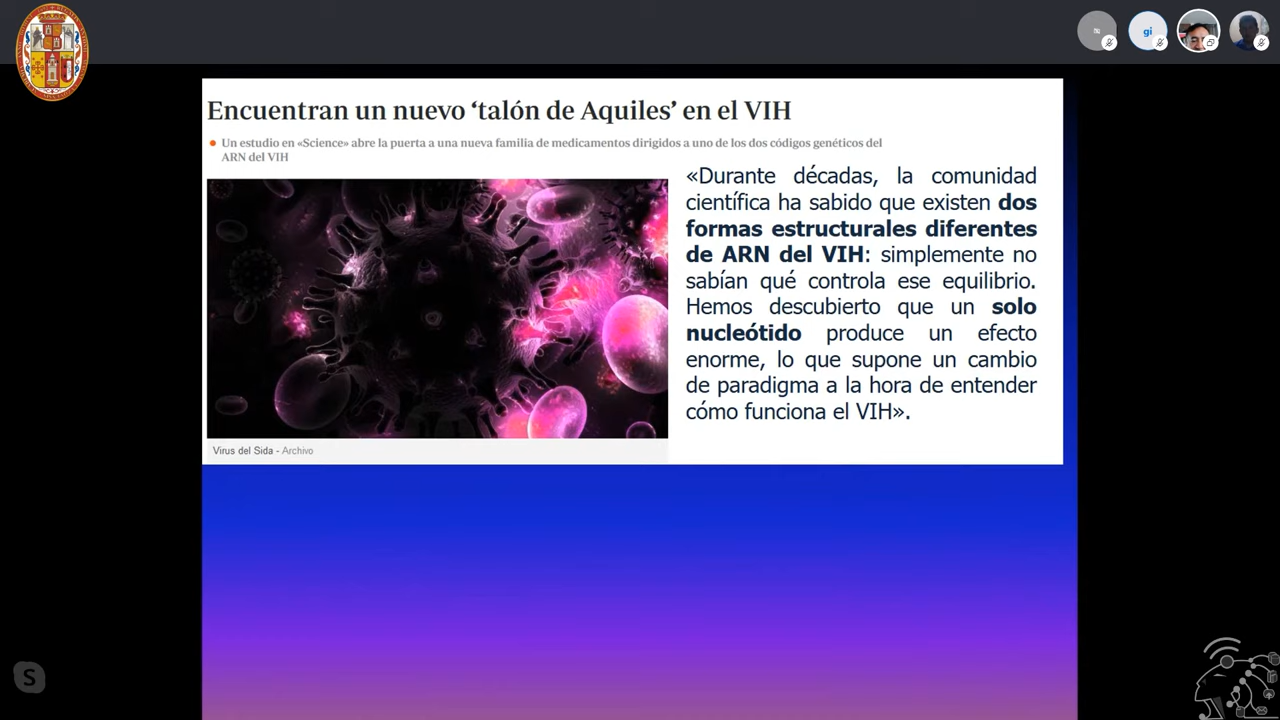 gi
Encuentran un nuevo ‘talón de Aquiles’ en el VIH
Un estudio en «Science» abre la puerta a una nueva familia de medicamentos dirigidos a uno de los dos códigos genéticos del
ARN del VIH
«Durante décadas, la comunidad
científica ha sabido que existen dos
formas estructurales diferentes
de ARN del VIH: simplemente no
sabían qué controla ese equilibrio.
Hemos descubierto que un solo
nucleótido produce un efecto
enorme, lo que supone un cambio
de paradigma a la hora de entender
cómo funciona el VIH».
Virus del Sida - Archivo
S